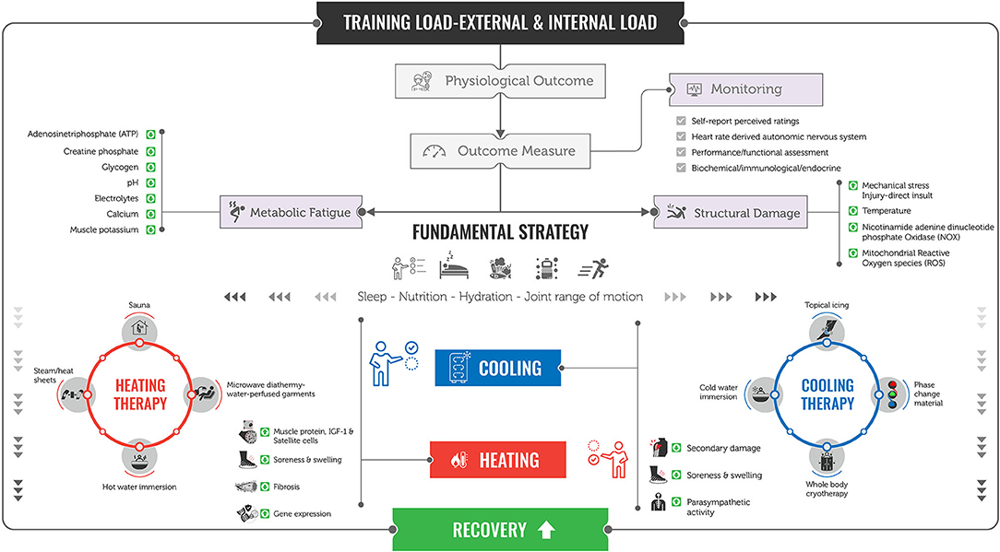 TRAINING LOAD-EXTERNAL & INTERNAL LOAD
Physiological Outcome
Monitoring
Self-report perceived ratings
Heart rate derived autonomic nervous system
Performance/functional assessment
Biochemical/immunological/endocrine
Outcome Measure
Adenosinetriphosphate (ATP)
Creatine phosphate
Glycogen
pH
Electrolytes
Calcium
Muscle potassium
Metabolic Fatigue
Structural Damage
Mechanical stress
Injury-direct insult
Temperature
Nicotinamide adenine dinucleotide
phosphate Oxidase (NOX)
Mitochondrial Reactive
Oxygen species (ROS)
FUNDAMENTAL STRATEGY
z z z
Sleep - Nutrition - Hydration - Joint range of motion
Sauna
Steam/heat
sheets
HEATING
THERAPY
Microwave diathermy-
water-perfused garments
Hot water immersion
Muscle protein, IGF-1 &
Satellite cells
Soreness & swelling
Fibrosis
Gene expression
COOLING
HEATING
Topical icing
Cold water
immersion
COOLING
THERAPY
Phase
change
material
Whole body
cryotherapy
Secondary damage
Soreness & swelling
Parasympathetic
activity
RECOVERY